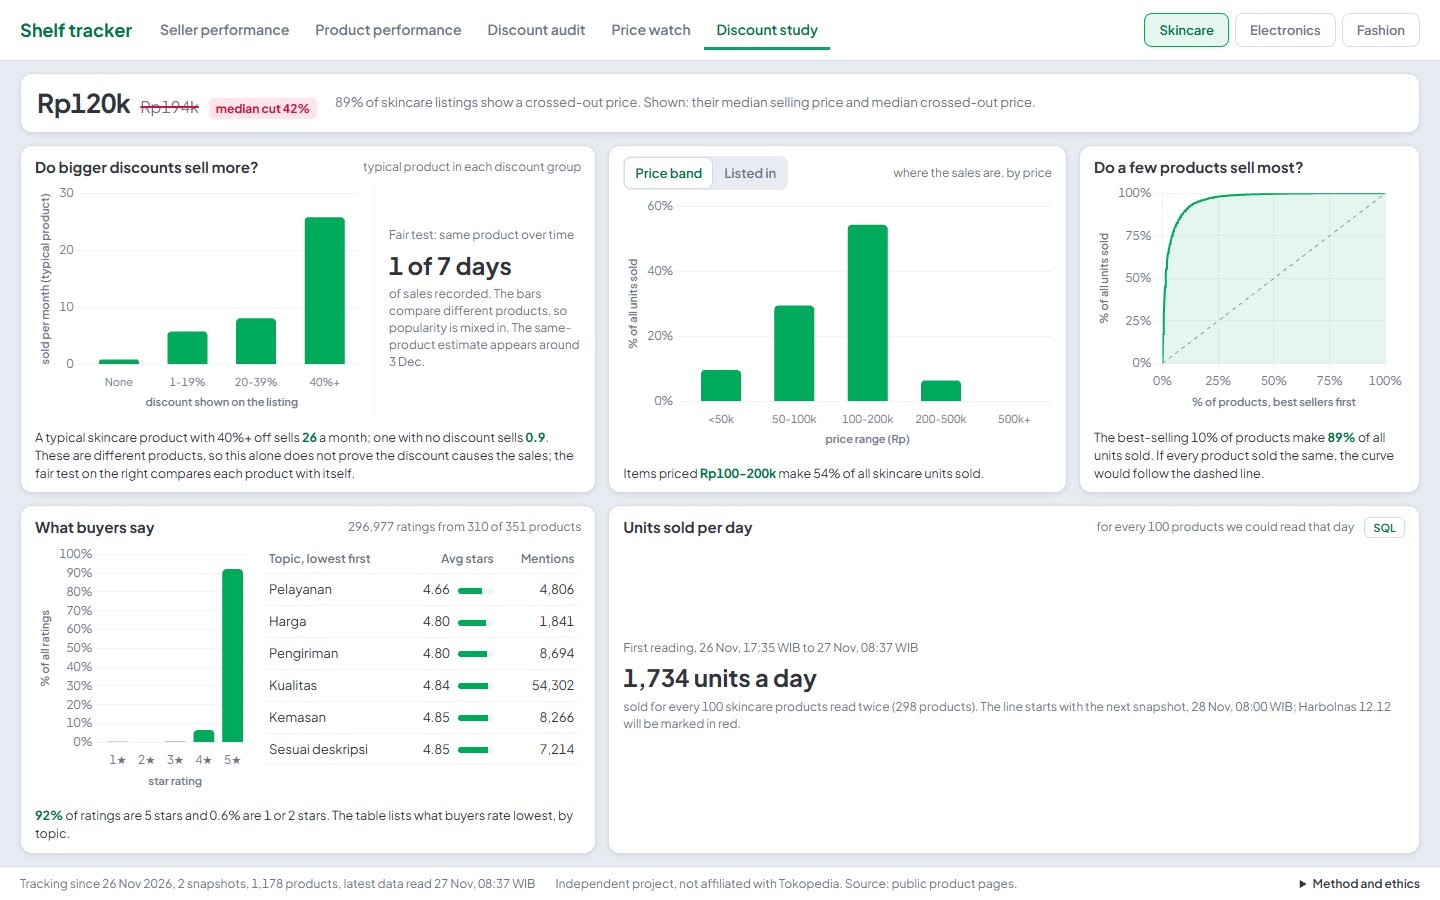 Shelf tracker
Seller performance
Product performance
Discount audit
Price watch
Discount study
Skincare
Electronics
Fashion
Rp120k Rp194k median cut 42%
89% of skincare listings show a crossed-out price. Shown: their median selling price and median crossed-out price.
Do bigger discounts sell more?
typical product in each discount group
sold per month (typical product)
30
20
10
0
None
1-19%
20-39%
40%+
discount shown on the listing
Fair test: same product over time
1 of 7 days
of sales recorded. The bars
compare different products, so
popularity is mixed in. The same-
product estimate appears around
3 Dec.
A typical skincare product with 40%+ off sells 26 a month; one with no discount sells 0.9.
These are different products, so this alone does not prove the discount causes the sales; the
fair test on the right compares each product with itself.
Price band
Listed in
where the sales are, by price
% of all units sold
60%
40%
20%
0%
<50k
50-100k
100-200k
200-500k
500k+
price range (Rp)
Items priced Rp100-200k make 54% of all skincare units sold.
Do a few products sell most?
% of all units sold
100%
75%
50%
25%
0%
0%
25%
50%
75%
100%
% of products, best sellers first
The best-selling 10% of products make 89% of all
units sold. If every product sold the same, the curve
would follow the dashed line.
What buyers say
296,977 ratings from 310 of 351 products
% of all ratings
100%
90%
80%
70%
60%
50%
40%
30%
20%
10%
0%
1★
2★
3★
4★
5★
star rating
Topic, lowest first Avg stars Mentions
Pelayanan 4.66 4,806
Harga 4.80 1,841
Pengiriman 4.80 8,694
Kualitas 4.84 54,302
Kemasan 4.85 8,266
Sesuai deskripsi 4.85 7,214
92% of ratings are 5 stars and 0.6% are 1 or 2 stars. The table lists what buyers rate lowest, by
topic.
Units sold per day
for every 100 products we could read that day
SQL
First reading, 26 Nov, 17:35 WIB to 27 Nov, 08:37 WIB
1,734 units a day
sold for every 100 skincare products read twice (298 products). The line starts with the next snapshot, 28 Nov, 08:00 WIB; Harbolnas 12.12
will be marked in red.
Tracking since 26 Nov 2026, 2 snapshots, 1,178 products, latest data read 27 Nov, 08:37 WIB
Independent project, not affiliated with Tokopedia. Source: public product pages.
▶ Method and ethics